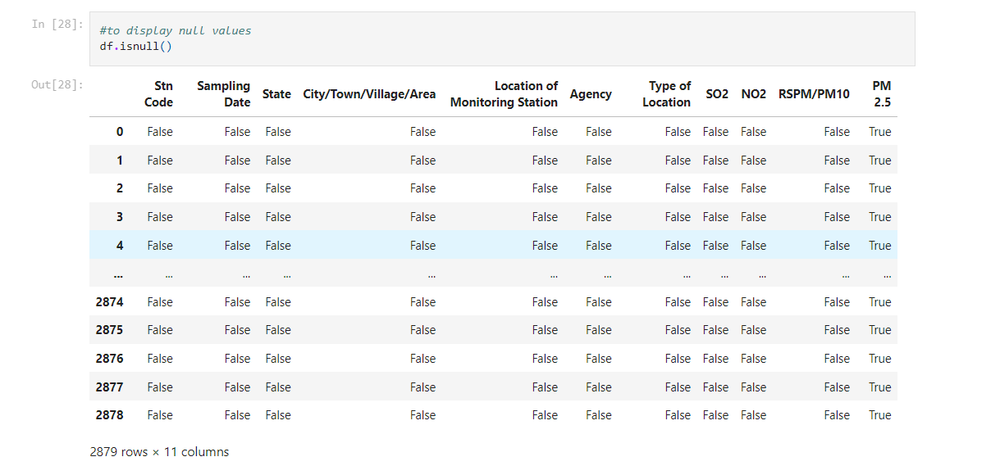 In [28]:
#to display null values
df.isnull()
Out[28]:
Stn Code Sampling Date State City/Town/Village/Area Location of Monitoring Station Agency Type of Location SO2 NO2 RSPM/PM10 PM 2.5
0 False False False False False False False False False False True
1 False False False False False False False False False False True
2 False False False False False False False False False False True
3 False False False False False False False False False False True
4 False False False False False False False False False False True
... ... ... ... ... ... ... ... ... ... ... ...
2874 False False False False False False False False False False True
2875 False False False False False False False False False False True
2876 False False False False False False False False False False True
2877 False False False False False False False False False False True
2878 False False False False False False False False False False True
2879 rows × 11 columns